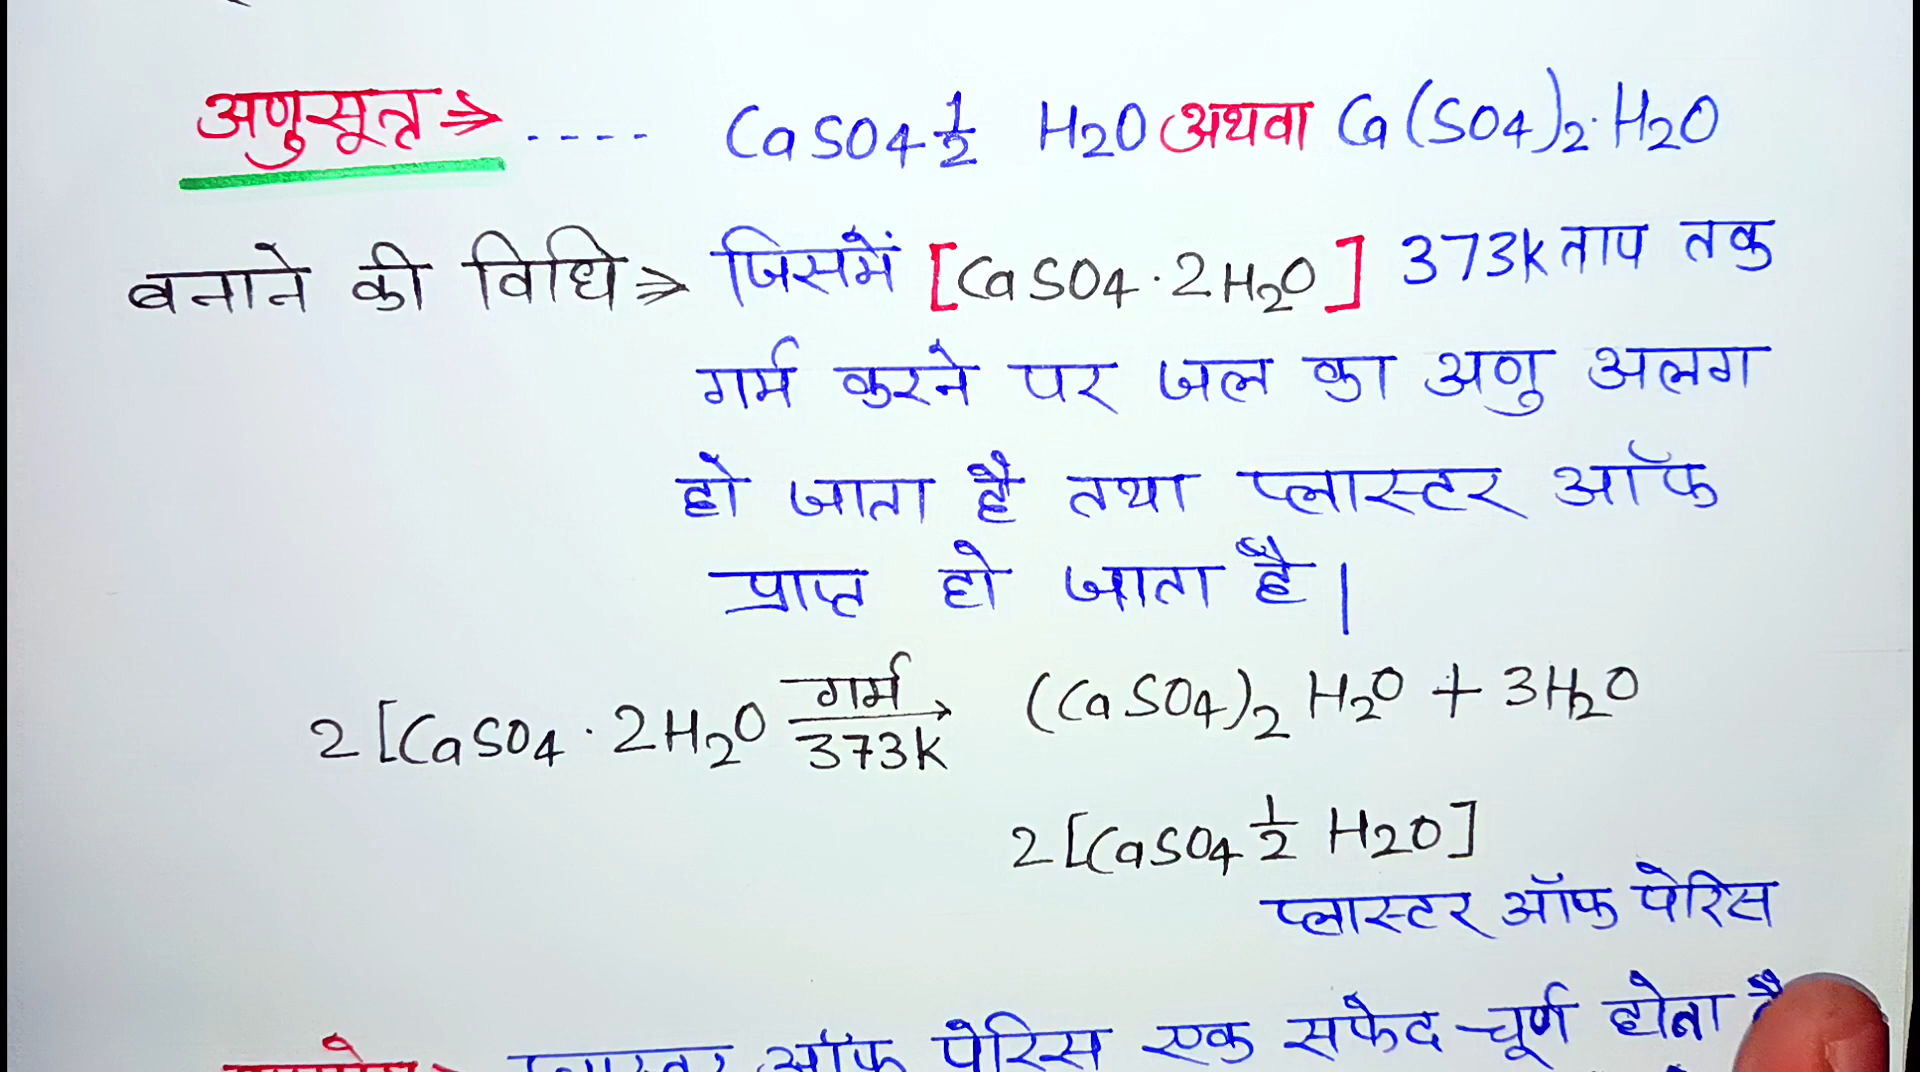 अणुसूत्र ⇒ ---- CaSO4 1/2 H2O अथवा Ca(SO4)2·H2O
बनाने की विधि ⇒ जिसमें [CaSO4·2H2O] 373k ताप तक
गर्म करने पर जल का अणु अलग
हो जाता है तथा प्लास्टर ऑफ
प्राप्त हो जाता है।
2[CaSO4·2H2O गर्म/373K → (CaSO4)2 H2O + 3H2O
2[CaSO4 1/2 H2O]
प्लास्टर ऑफ पेरिस
ऑफ पेरिस एक सफेद चूर्ण होता है